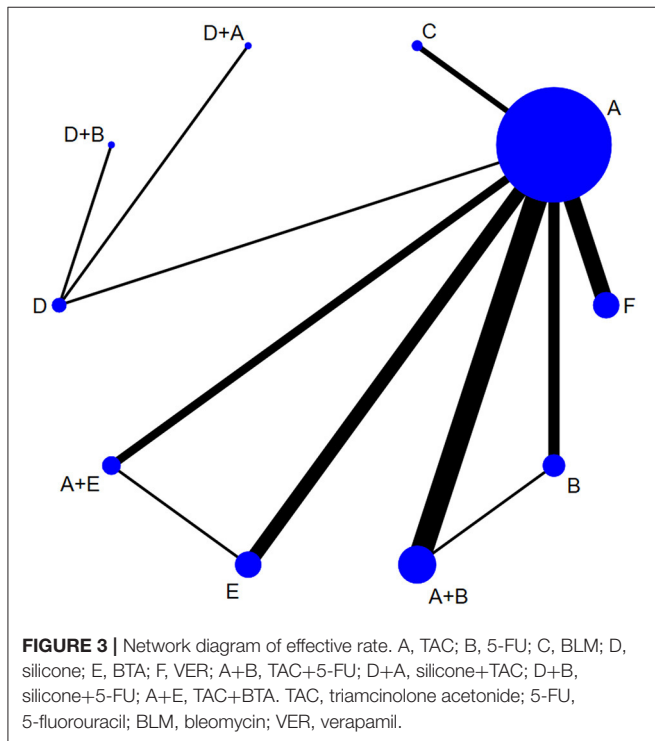 D+A
C
A
D+B
D
F
A+E
B
E
A+B
FIGURE 3 | Network diagram of effective rate. A, TAC; B, 5-FU; C, BLM; D,
silicone; E, BTA; F, VER; A+B, TAC+5-FU; D+A, silicone+TAC; D+B,
silicone+5-FU; A+E, TAC+BTA. TAC, triamcinolone acetonide; 5-FU,
5-fluorouracil; BLM, bleomycin; VER, verapamil.